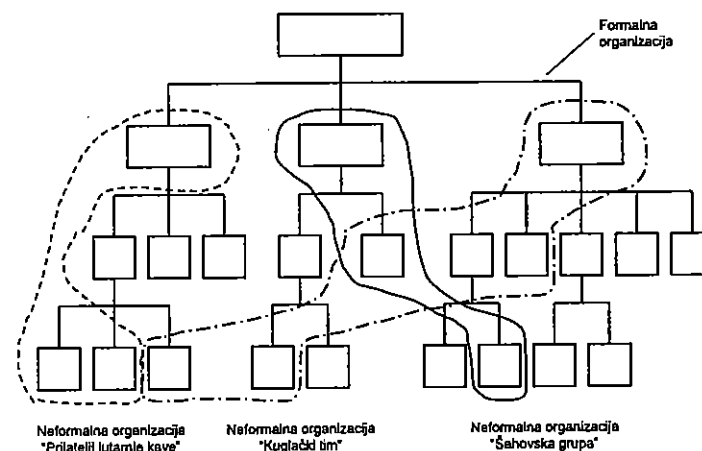 Formalna
organizacija
Neformalna organizacija
"Prijatelji jutarnje kave"
Neformalna organizacija
"Kuglački tim"
Neformalna organizacija
"Šahovska grupa"